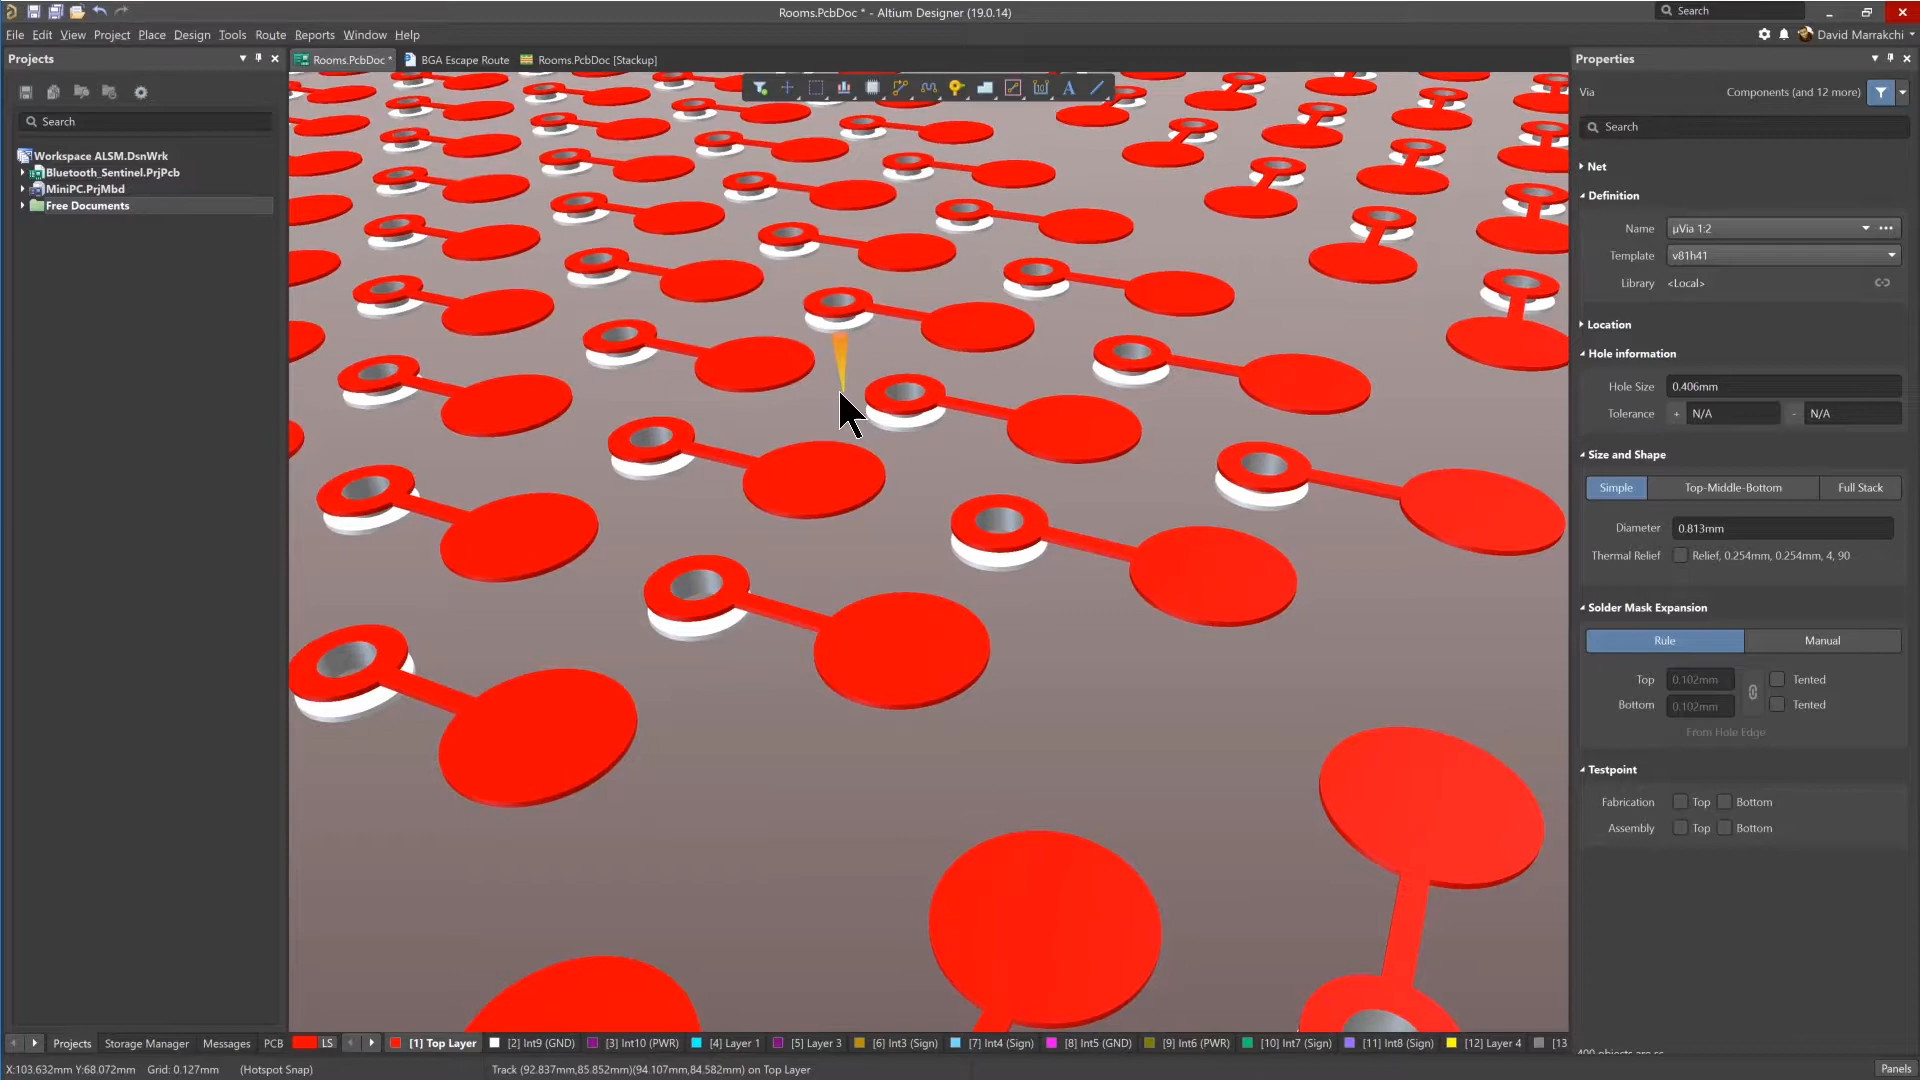 Rooms.PcbDoc * - Altium Designer (19.0.14)
Search
File Edit View Project Place Design Tools Route Reports Window Help
David Marrakchi
Projects
Rooms.PcbDoc *
BGA Escape Route
Rooms.PcbDoc [Stackup]
Properties
Via
Components (and 12 more)
Search
Search
Workspace ALSM.DsnWrk
Bluetooth_Sentinel.PrjPcb
MiniPC.PrjMbd
Free Documents
Net
Definition
Name µVia 1:2
Template v81h41
Library <Local>
Location
Hole information
Hole Size 0.406mm
Tolerance + N/A - N/A
Size and Shape
Simple Top-Middle-Bottom Full Stack
Diameter 0.813mm
Thermal Relief Relief, 0.254mm, 0.254mm, 4, 90
Solder Mask Expansion
Rule Manual
Top 0.102mm Tented
Bottom 0.102mm Tented
From Hole Edge
Testpoint
Fabrication Top Bottom
Assembly Top Bottom
Projects Storage Manager Messages PCB
LS [1] Top Layer [2] Int9 (GND) [3] Int10 (PWR) [4] Layer 1 [5] Layer 3 [6] Int3 (Sign) [7] Int4 (Sign) [8] Int5 (GND) [9] Int6 (PWR) [10] Int7 (Sign) [11] Int8 (Sign) [12] Layer 4 [13
X:103.632mm Y:68.072mm Grid: 0.127mm (Hotspot Snap)
Track (92.837mm,85.852mm)(94.107mm,84.582mm) on Top Layer
Panels